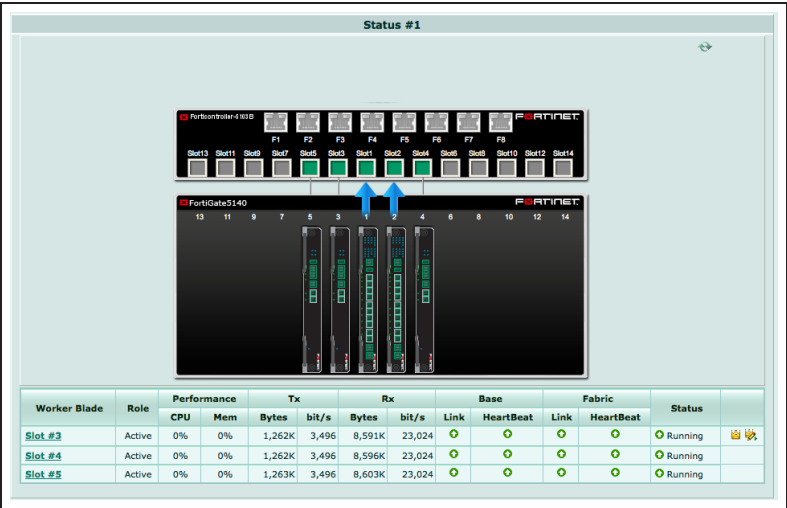 Status #1
Forticontroller-5103B FORTINET
F1 F2 F3 F4 F5 F6 F7 F8
Slot13 Slot11 Slot9 Slot7 Slot5 Slot3 Slot1 Slot2 Slot4 Slot6 Slot8 Slot10 Slot12 Slot14
FortiGate5140 FORTINET
13 11 9 7 5 3 1 2 4 6 8 10 12 14
Worker Blade Role Performance Tx Rx Base Fabric Status
CPU Mem Bytes bit/s Bytes bit/s Link HeartBeat Link HeartBeat
Slot #3 Active 0% 0% 1,262K 3,496 8,591K 23,024 Running
Slot #4 Active 0% 0% 1,262K 3,496 8,596K 23,024 Running
Slot #5 Active 0% 0% 1,263K 3,496 8,603K 23,024 Running